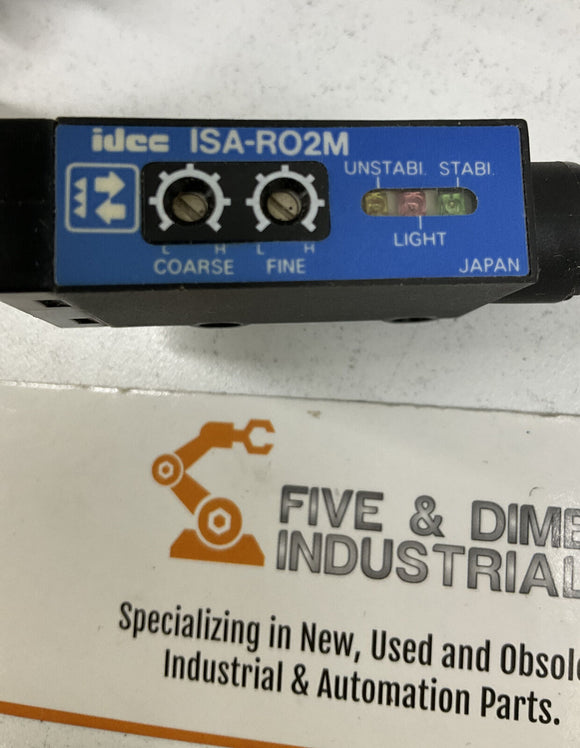 idec ISA-RO2M
UNSTABI. STABI.
LIGHT
L H L H
COARSE FINE
JAPAN
FIVE & DIME
INDUSTRIAL
Specializing in New, Used and Obsol
Industrial & Automation Parts.